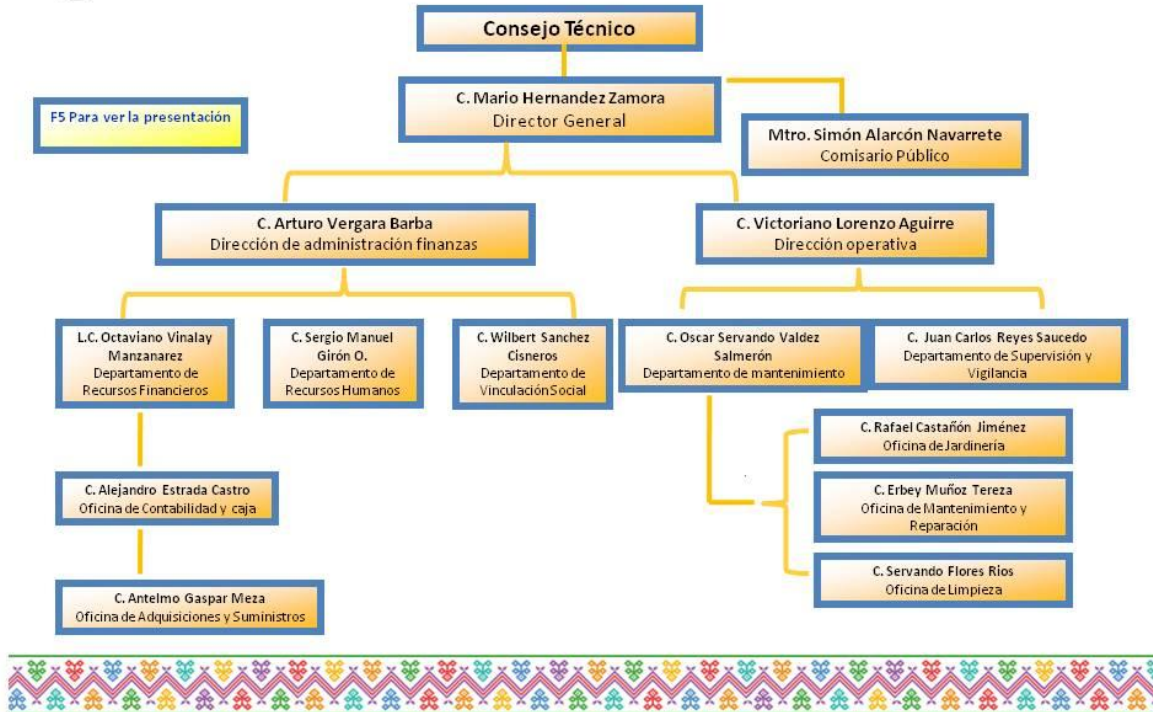 Consejo Técnico
C. Mario Hernandez Zamora
Director General
F5 Para ver la presentación
Mtro. Simón Alarcón Navarrete
Comisario Público
C. Arturo Vergara Barba
Dirección de administración finanzas
C. Victoriano Lorenzo Aguirre
Dirección operativa
L.C. Octaviano Vinalay
Manzanarez
Departamento de
Recursos Financieros
C. Sergio Manuel
Girón O.
Departamento de
Recursos Humanos
C. Wilbert Sanchez
Cisneros
Departamento de
Vinculación Social
C. Oscar Servando Valdez
Salmerón
Departamento de mantenimiento
C. Juan Carlos Reyes Saucedo
Departamento de Supervisión y
Vigilancia
C. Rafael Castañón Jiménez
Oficina de Jardinería
C. Alejandro Estrada Castro
Oficina de Contabilidad y caja
C. Erbey Muñoz Tereza
Oficina de Mantenimiento y
Reparación
C. Servando Flores Rios
Oficina de Limpieza
C. Antelmo Gaspar Meza
Oficina de Adquisiciones y Suministros